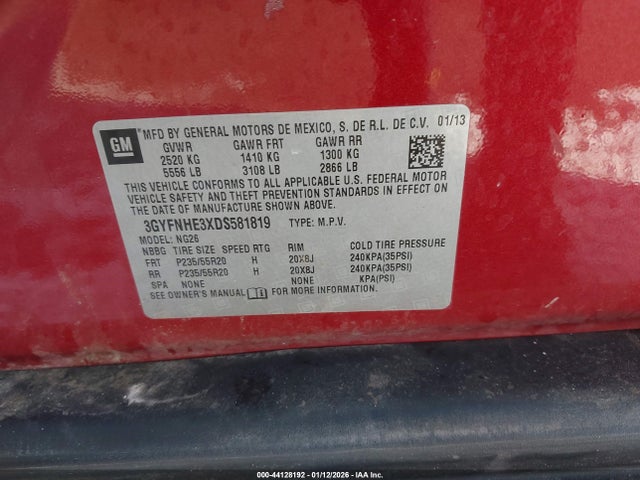 GM
MFD BY GENERAL MOTORS DE MEXICO, S. DE R.L. DE C.V. 01/13
GVWR GAWR FRT GAWR RR
2520 KG 1410 KG 1300 KG
5556 LB 3108 LB 2866 LB
THIS VEHICLE CONFORMS TO ALL APPLICABLE U.S. FEDERAL MOTOR
VEHICLE SAFETY AND THEFT PREVENTION STANDARDS IN EFFECT ON
THE DATE OF MANUFACTURE SHOWN ABOVE.
3GYFNHE3XDS581819 TYPE: M.P.V.
MODEL: NG26
NBBG TIRE SIZE SPEED RTG RIM COLD TIRE PRESSURE
FRT P235/55R20 H 20X8J 240KPA(35PSI)
RR P235/55R20 H 20X8J 240KPA(35PSI)
SPA NONE NONE KPA(PSI)
SEE OWNER'S MANUAL FOR MORE INFORMATION.
000-44128192 - 01/12/2026 - IAA Inc.